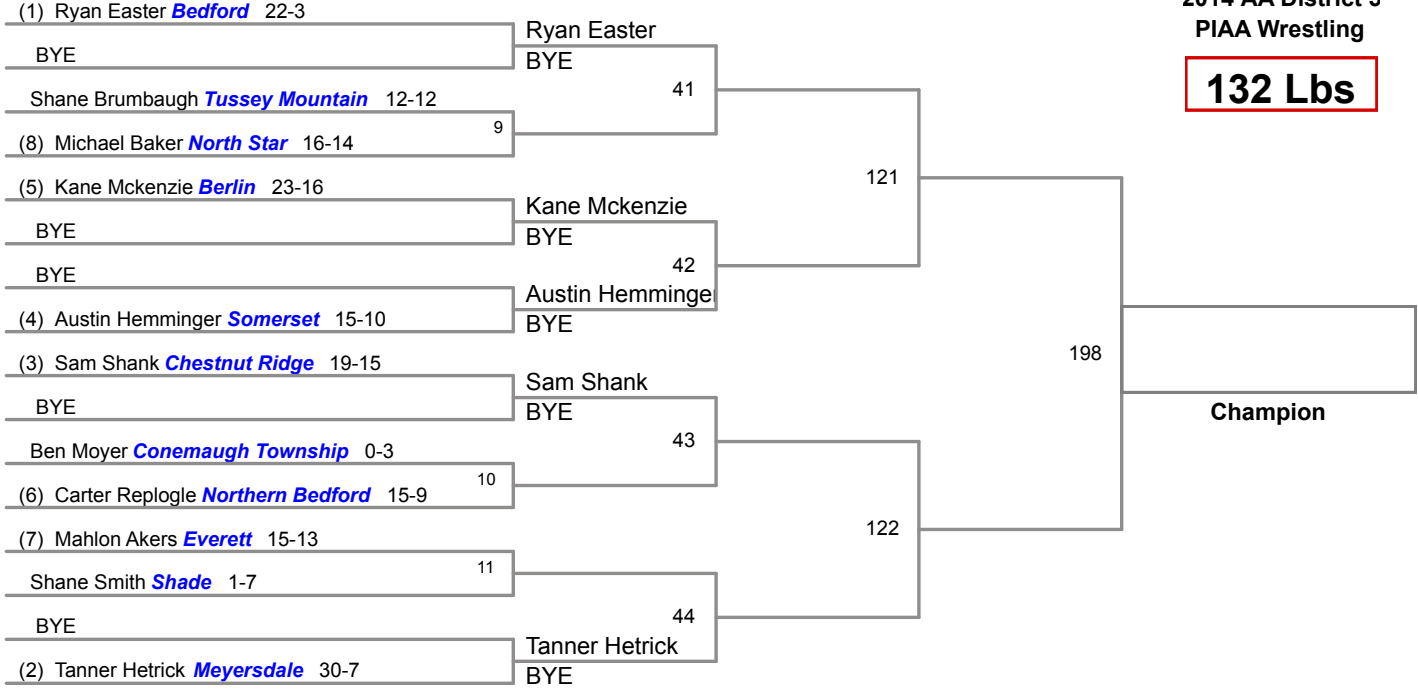 (1) Ryan Easter Bedford 22-3
BYE
Shane Brumbaugh Tussey Mountain 12-12
(8) Michael Baker North Star 16-14
(5) Kane Mckenzie Berlin 23-16
BYE
BYE
(4) Austin Hemminger Somerset 15-10
(3) Sam Shank Chestnut Ridge 19-15
BYE
Ben Moyer Conemaugh Township 0-3
(6) Carter Replogle Northern Bedford 15-9
(7) Mahlon Akers Everett 15-13
Shane Smith Shade 1-7
BYE
(2) Tanner Hetrick Meyersdale 30-7
9
10
11
Ryan Easter
BYE
Kane Mckenzie
BYE
Austin Hemminger
BYE
Sam Shank
BYE
Tanner Hetrick
BYE
41
42
43
44
121
122
198
2014 AA District 5
PIAA Wrestling
132 Lbs
Champion